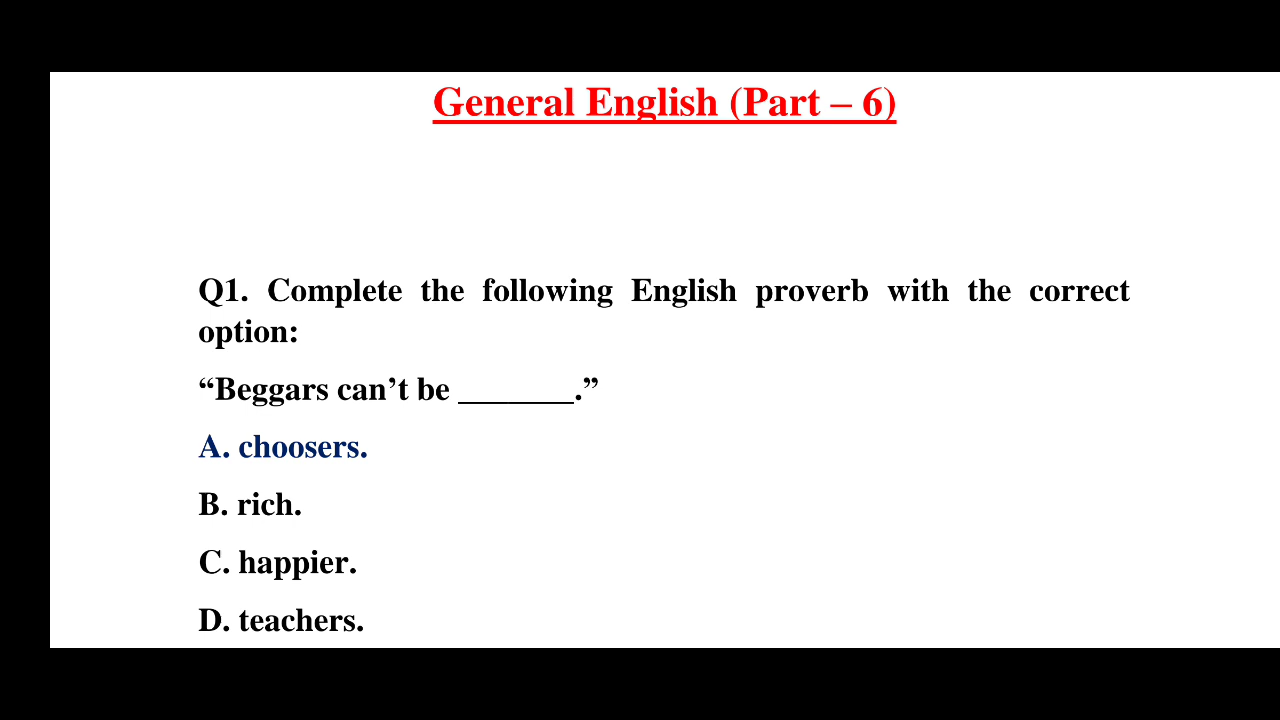 General English (Part – 6)
Q1. Complete the following English proverb with the correct
option:
“Beggars can’t be _______.”
A. choosers.
B. rich.
C. happier.
D. teachers.